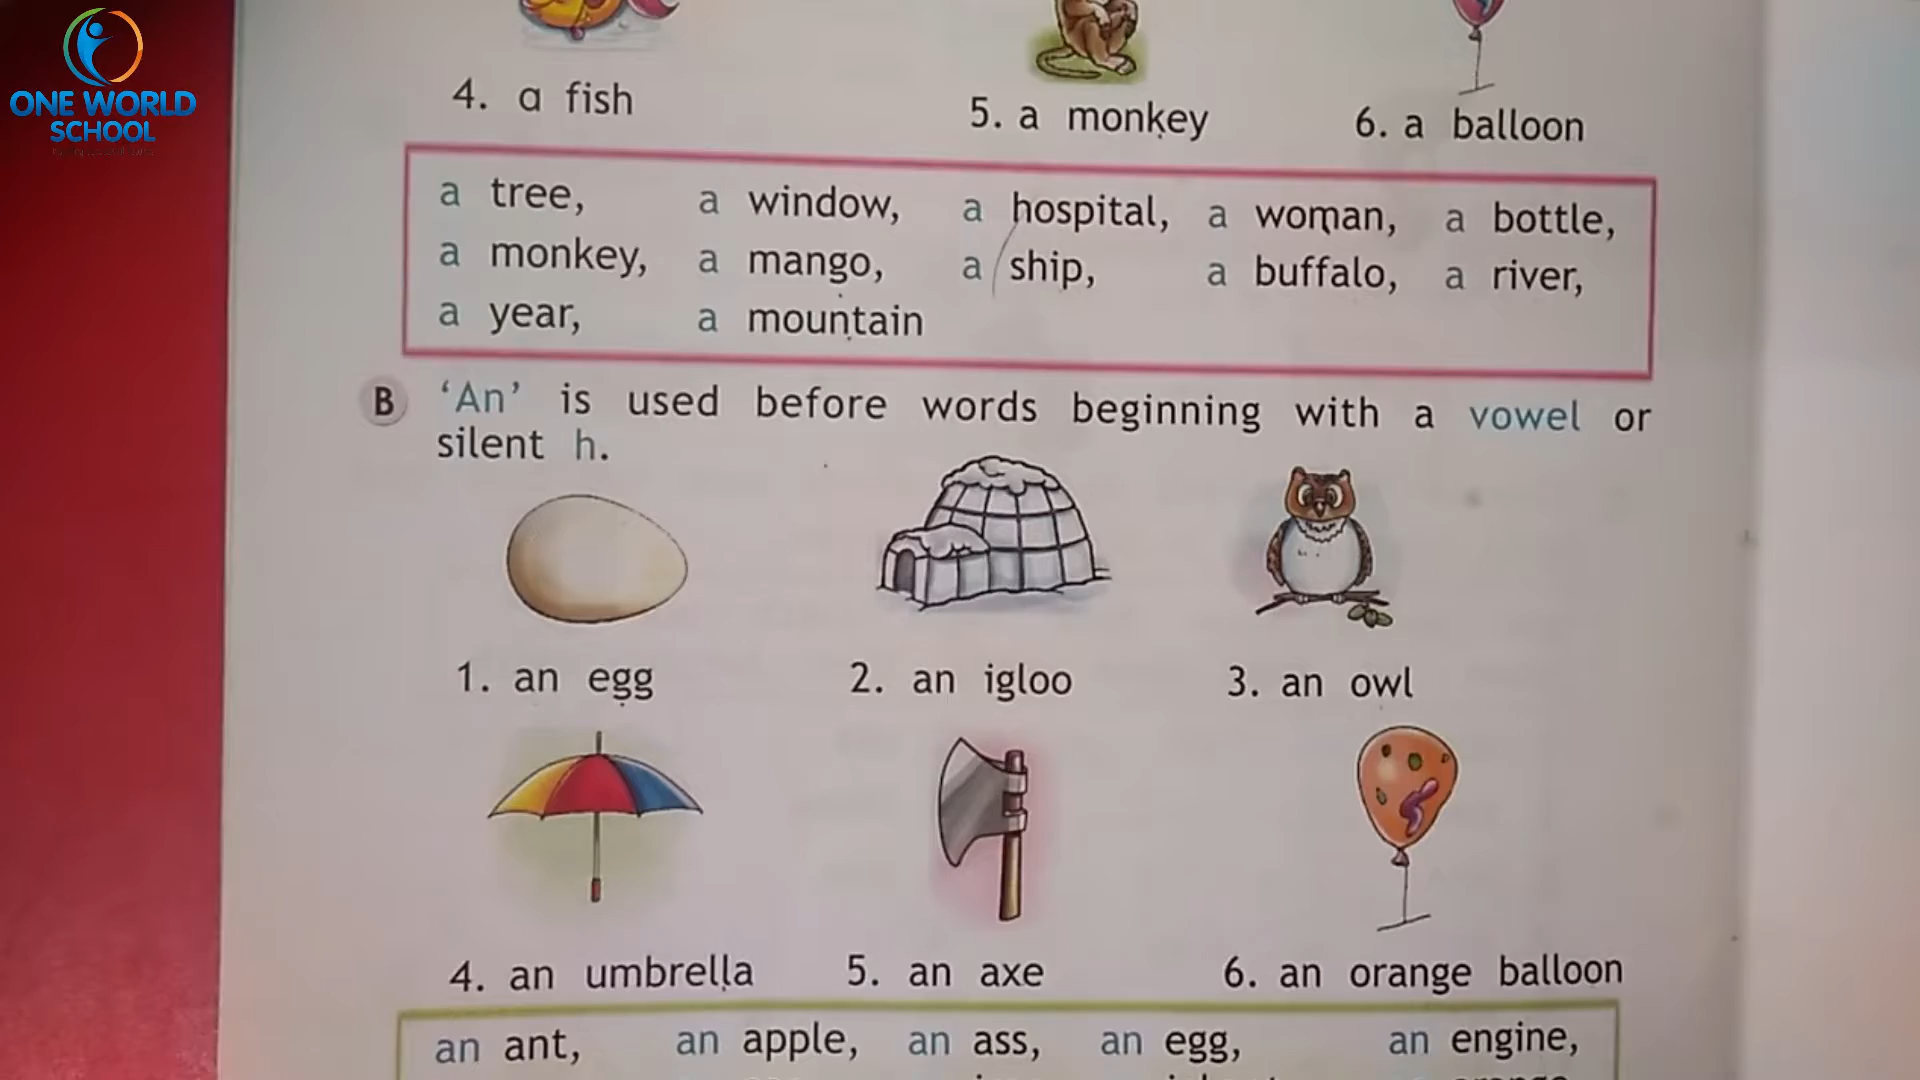 ONE WORLD
SCHOOL
4. a fish
5. a monkey
6. a balloon
a tree, a window, a hospital, a woman, a bottle,
a monkey, a mango, a ship, a buffalo, a river,
a year, a mountain
B 'An' is used before words beginning with a vowel or
silent h.
1. an egg 2. an igloo 3. an owl
4. an umbrella 5. an axe 6. an orange balloon
an ant, an apple, an ass, an egg, an engine,